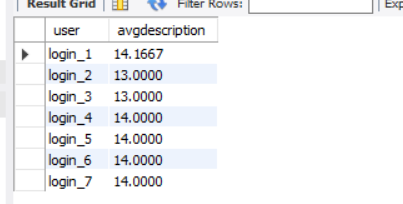 Result Grid Filter Rows:
user avgdescription
login_1 14.1667
login_2 13.0000
login_3 13.0000
login_4 14.0000
login_5 14.0000
login_6 14.0000
login_7 14.0000